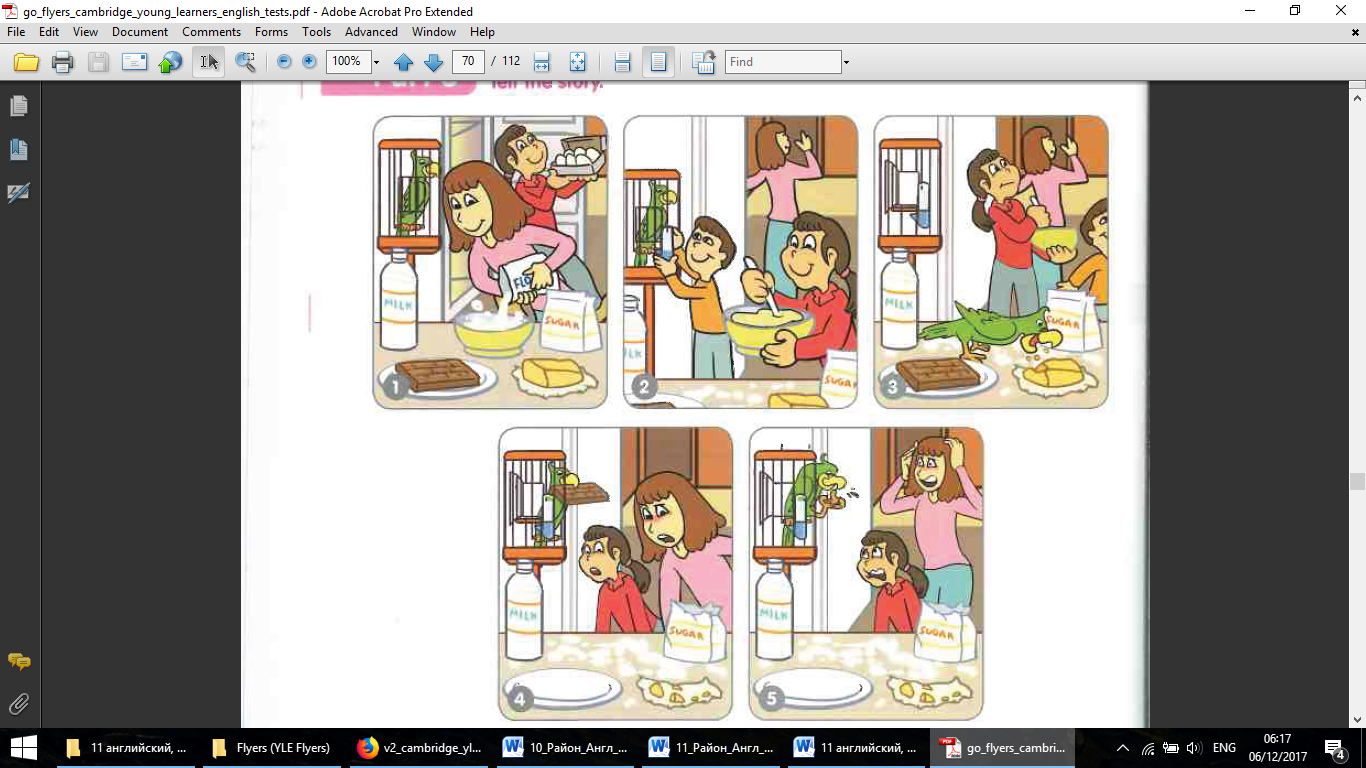 go_flyers_cambridge_young_learners_english_tests.pdf - Adobe Acrobat Pro Extended
File Edit View Document Comments Forms Tools Advanced Window Help
100% 70 / 112 Find
Tell the story.
MILK
FLO
SUGAR
1
ILK
SUGA
2
MILK
SUGAR
3
MILK
SUGAR
4
MILK
SUGAR
5
11 английский, ...
Flyers (YLE Flyers)
v2_cambridge_yl...
10_Район_Англ_...
11_Район_Англ_...
11 английский, ...
go_flyers_cambri...
ENG
06:17
06/12/2017
4